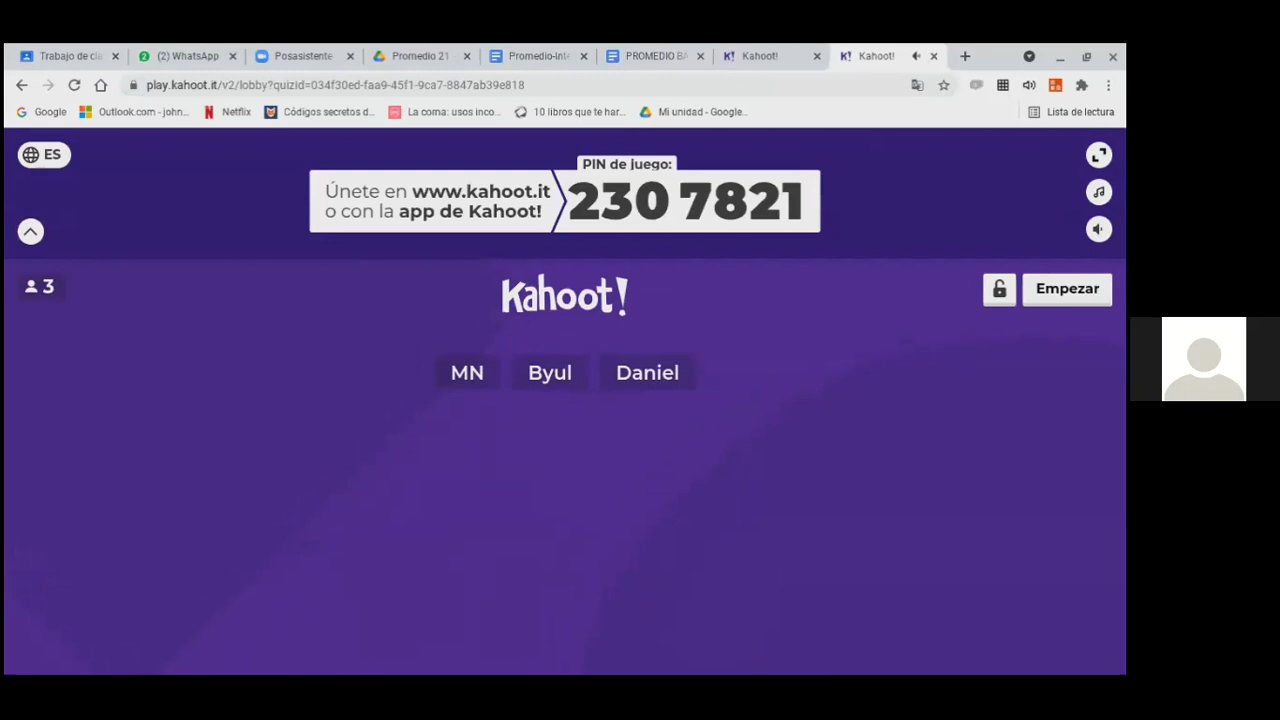 Trabajo de cla
(2) WhatsApp
Posasistente
Promedio 21
Promedio-Inte
PROMEDIO BA
Kahoot!
Kahoot!
play.kahoot.it/v2/lobby?quizId=034f30ed-faa9-45f1-9ca7-8847ab39e818
Google
Outlook.com - john...
Netflix
Códigos secretos d...
La coma: usos inco...
10 libros que te har...
Mi unidad - Google...
Lista de lectura
ES
PIN de juego:
Únete en www.kahoot.it
o con la app de Kahoot!
230 7821
3
Kahoot!
Empezar
MN
Byul
Daniel